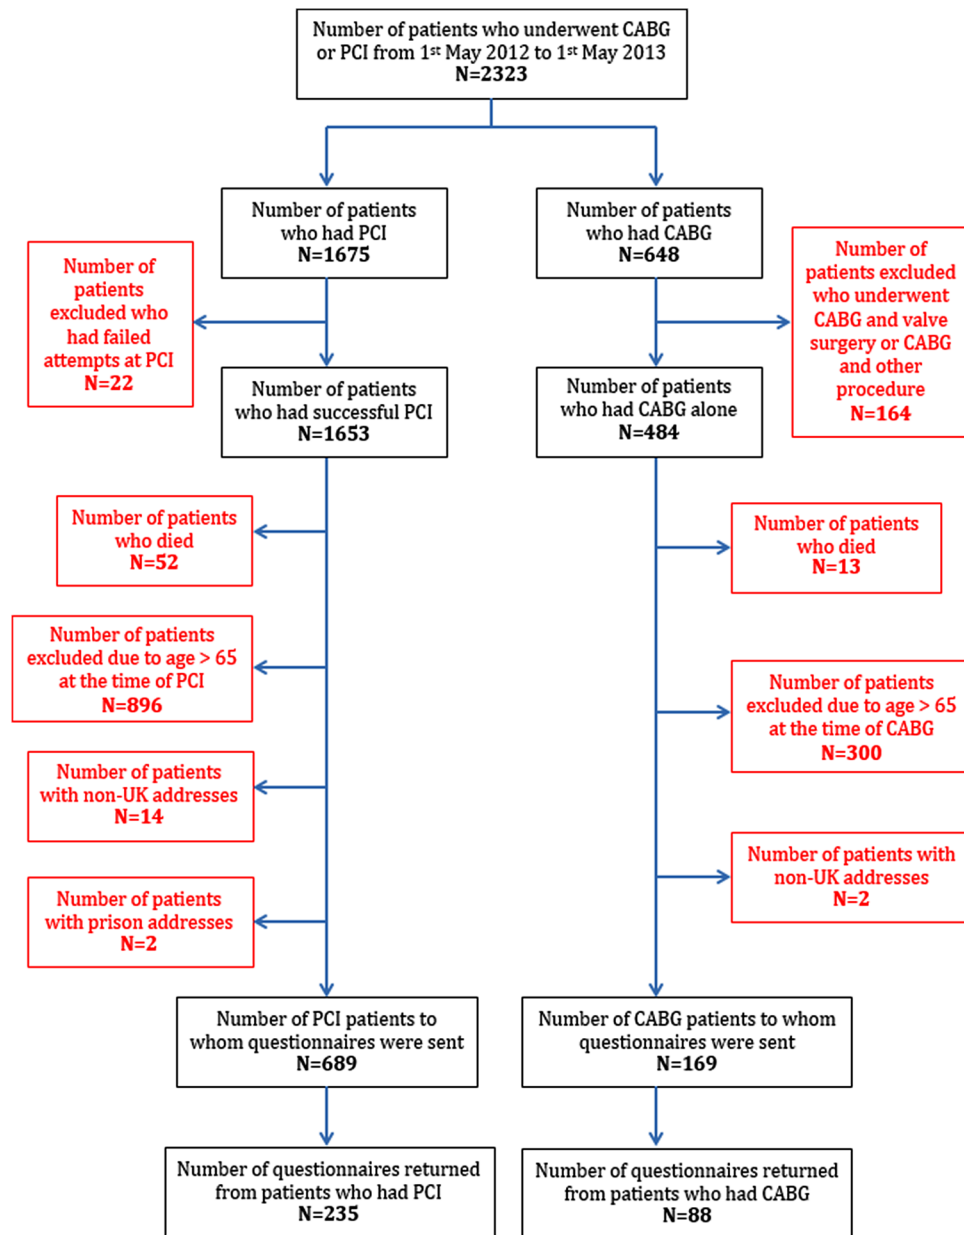 Number of patients who underwent CABG
or PCI from 1st May 2012 to 1st May 2013
N=2323
Number of patients
who had PCI
N=1675
Number of patients
who had CABG
N=648
Number of
patients
excluded who
had failed
attempts at PCI
N=22
Number of
patients excluded
who underwent
CABG and valve
surgery or CABG
and other
procedure
N=164
Number of patients
who had successful PCI
N=1653
Number of patients
who had CABG alone
N=484
Number of patients
who died
N=52
Number of patients
who died
N=13
Number of patients
excluded due to age > 65
at the time of PCI
N=896
Number of patients
excluded due to age > 65
at the time of CABG
N=300
Number of patients
with non-UK addresses
N=14
Number of patients with
non-UK addresses
N=2
Number of patients
with prison addresses
N=2
Number of PCI patients to
whom questionnaires were sent
N=689
Number of CABG patients to whom
questionnaires were sent
N=169
Number of questionnaires returned
from patients who had PCI
N=235
Number of questionnaires returned
from patients who had CABG
N=88